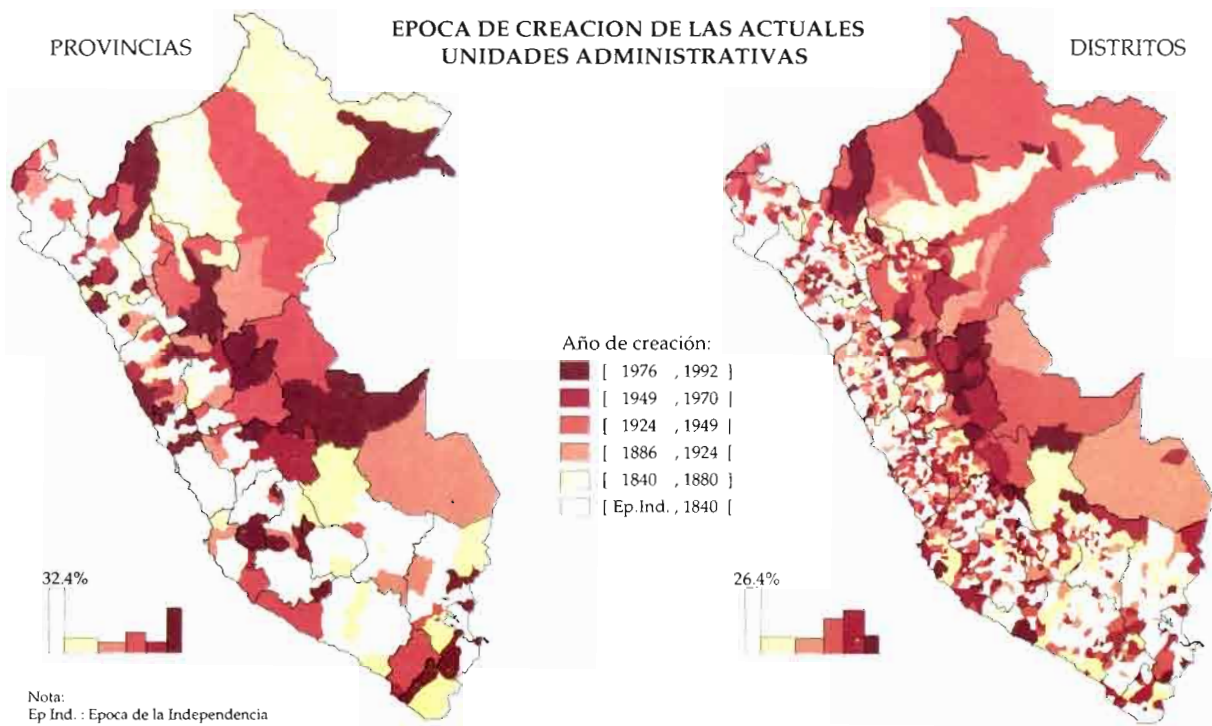 PROVINCIAS
EPOCA DE CREACION DE LAS ACTUALES
UNIDADES ADMINISTRATIVAS
DISTRITOS
Año de creación:
[ 1976 , 1992 ]
[ 1949 , 1970 [
[ 1924 , 1949 [
[ 1886 , 1924 [
[ 1840 , 1880 ]
[ Ep.Ind. , 1840 [
32.4%
26.4%
Nota:
Ep Ind. : Epoca de la Independencia